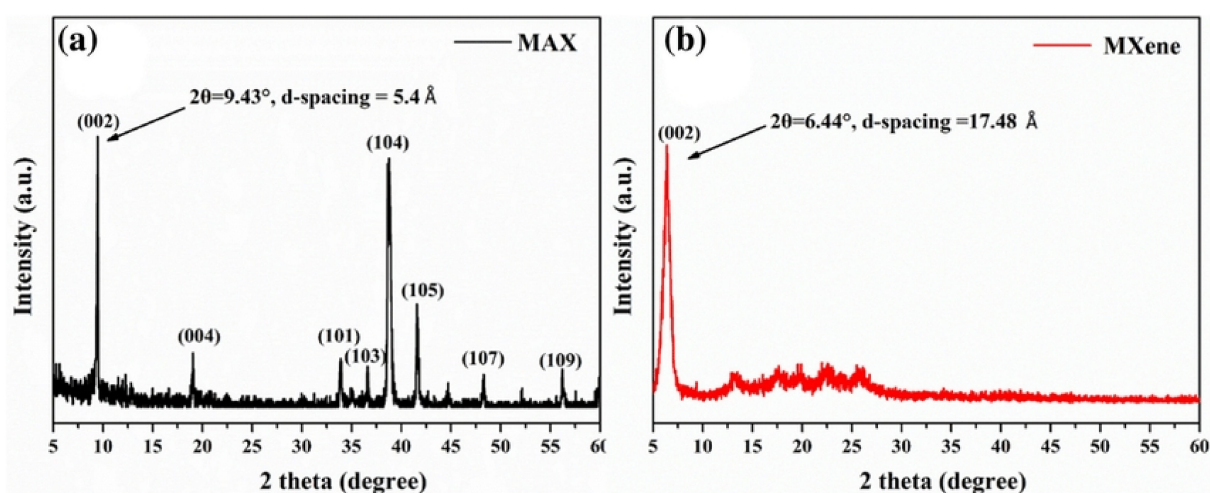 (a)
MAX
2θ=9.43°, d-spacing = 5.4 Å
(002)
(104)
(105)
(004)
(101)
(103)
(107)
(109)
Intensity (a.u.)
5 10 15 20 25 30 35 40 45 50 55 60
2 theta (degree)
(b)
MXene
2θ=6.44°, d-spacing =17.48 Å
(002)
Intensity (a.u.)
5 10 15 20 25 30 35 40 45 50 55 60
2 theta (degree)